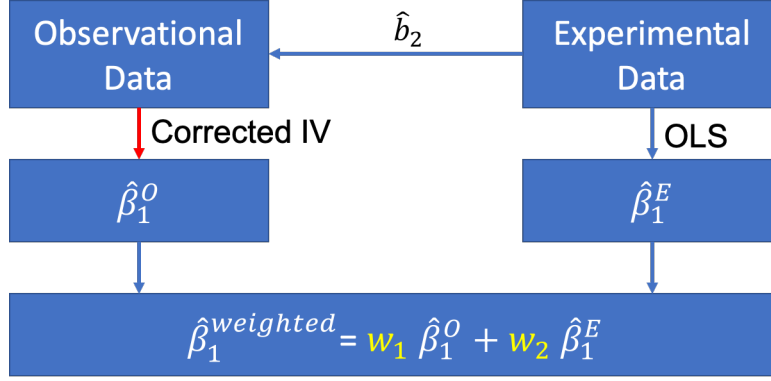 Observational
Data
b̂₂
Experimental
Data
Corrected IV
OLS
β̂₁ᴼ
β̂₁ᴱ
β̂₁ʷᵉⁱᵍʰᵗᵉᵈ = w₁ β̂₁ᴼ + w₂ β̂₁ᴱ